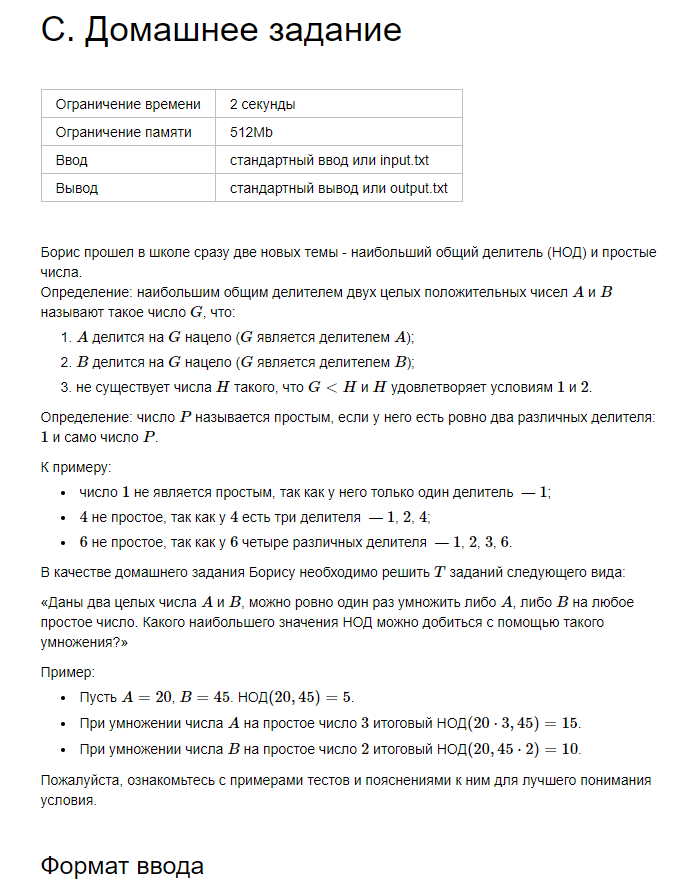 С. Домашнее задание
Ограничение времени 2 секунды
Ограничение памяти 512Mb
Ввод стандартный ввод или input.txt
Вывод стандартный вывод или output.txt
Борис прошел в школе сразу две новых темы - наибольший общий делитель (НОД) и простые
числа.
Определение: наибольшим общим делителем двух целых положительных чисел A и B
называют такое число G, что:
1. A делится на G нацело (G является делителем A);
2. B делится на G нацело (G является делителем B);
3. не существует числа H такого, что G < H и H удовлетворяет условиям 1 и 2.
Определение: число P называется простым, если у него есть ровно два различных делителя:
1 и само число P.
К примеру:
• число 1 не является простым, так как у него только один делитель — 1;
• 4 не простое, так как у 4 есть три делителя — 1, 2, 4;
• 6 не простое, так как у 6 четыре различных делителя — 1, 2, 3, 6.
В качестве домашнего задания Борису необходимо решить T заданий следующего вида:
«Даны два целых числа A и B, можно ровно один раз умножить либо A, либо B на любое
простое число. Какого наибольшего значения НОД можно добиться с помощью такого
умножения?»
Пример:
• Пусть A = 20, B = 45. НОД(20, 45) = 5.
• При умножении числа A на простое число 3 итоговый НОД(20 · 3, 45) = 15.
• При умножении числа B на простое число 2 итоговый НОД(20, 45 · 2) = 10.
Пожалуйста, ознакомьтесь с примерами тестов и пояснениями к ним для лучшего понимания
условия.
Формат ввода